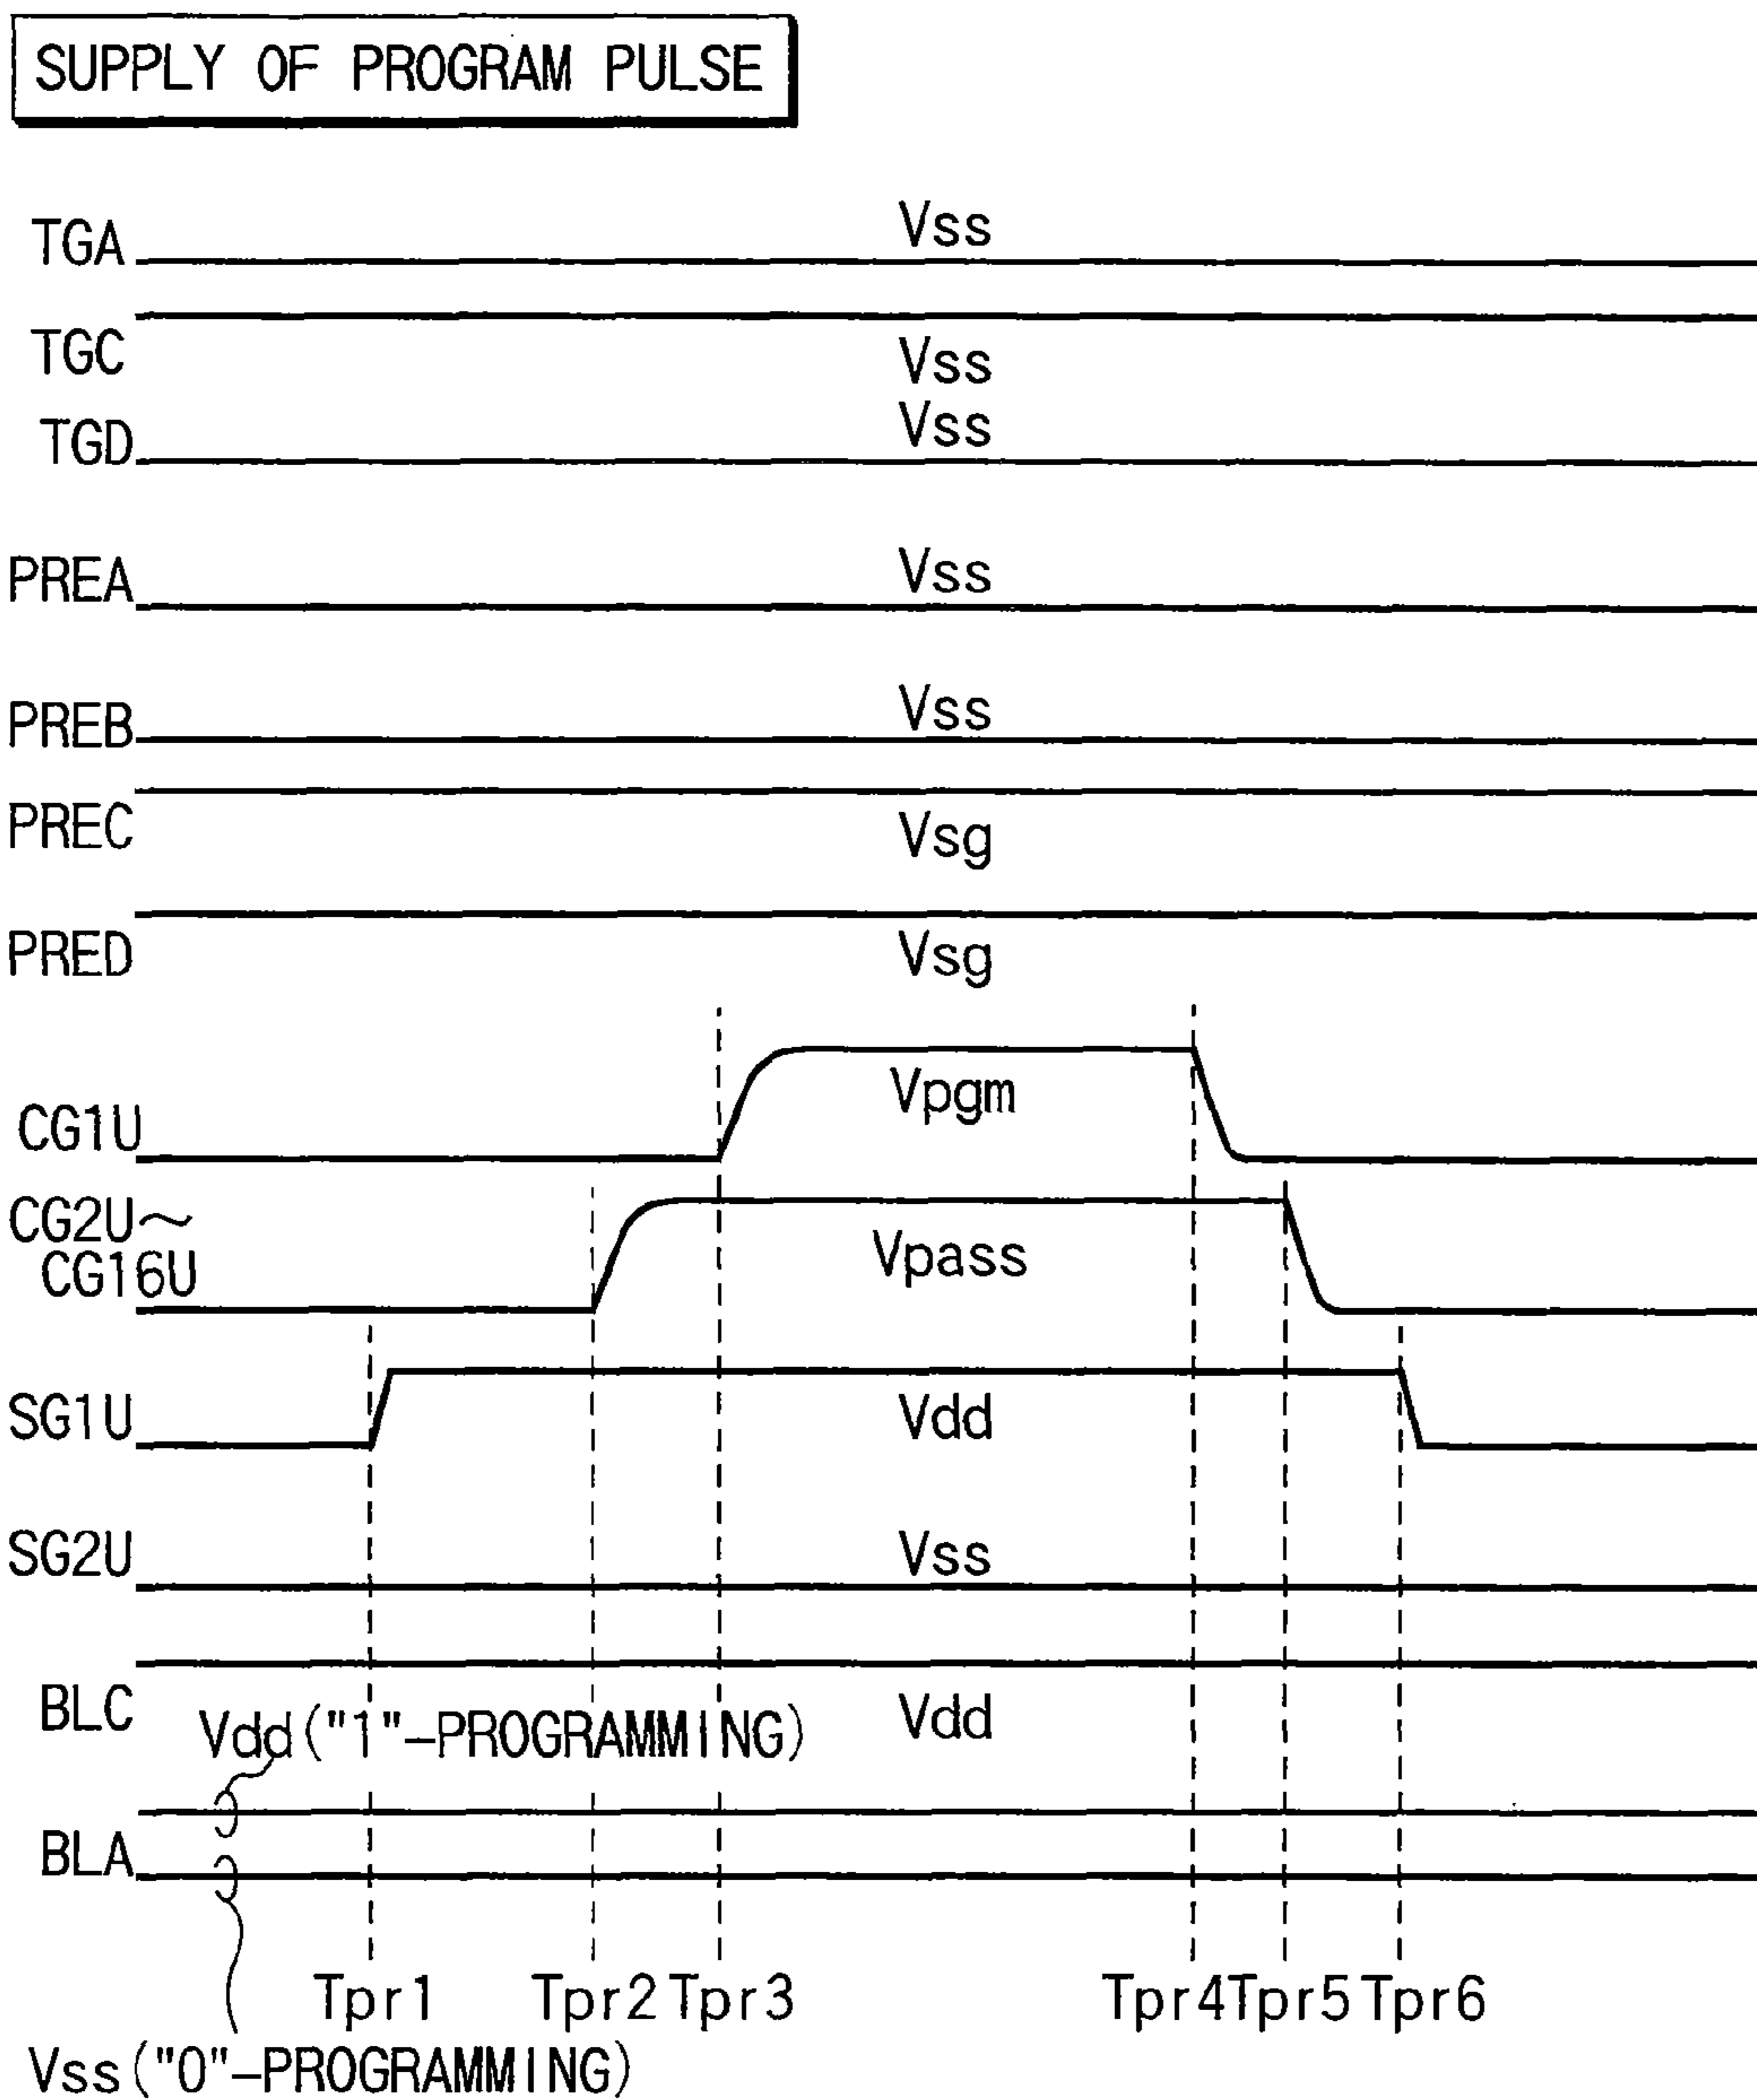 SUPPLY OF PROGRAM PULSE
TGA Vss
TGC Vss
TGD Vss
PREA Vss
PREB Vss
PREC Vsg
PRED Vsg
CG1U Vpgm
CG2U~
CG16U Vpass
SG1U Vdd
SG2U Vss
BLC Vdd
Vdd("1"-PROGRAMMING)
BLA
Tpr1 Tpr2 Tpr3 Tpr4 Tpr5 Tpr6
Vss("0"-PROGRAMMING)